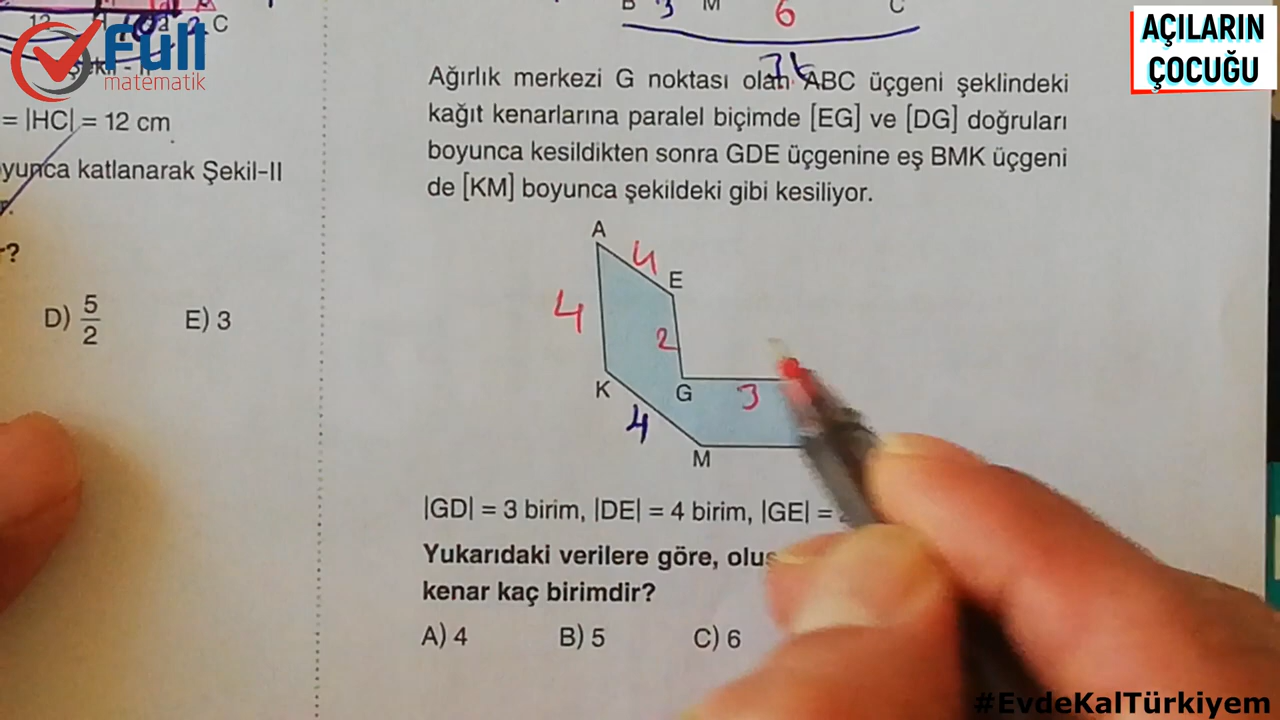 B 3 M 6 C
12 C
Full
matematik
AÇILARIN
ÇOCUĞU
= |HC| = 12 cm
yunca katlanarak Şekil-II
r?
D) 5/2 E) 3
Ağırlık merkezi G noktası olan ABC üçgeni şeklindeki
kağıt kenarlarına paralel biçimde [EG] ve [DG] doğruları
boyunca kesildikten sonra GDE üçgenine eş BMK üçgeni
de [KM] boyunca şekildeki gibi kesiliyor.
A
4
E
4
2
K
G
3
4
M
|GD| = 3 birim, |DE| = 4 birim, |GE| =
Yukarıdaki verilere göre,
kenar kaç birimdir?
A) 4 B) 5 C) 6
#EvdeKalTürkiyem